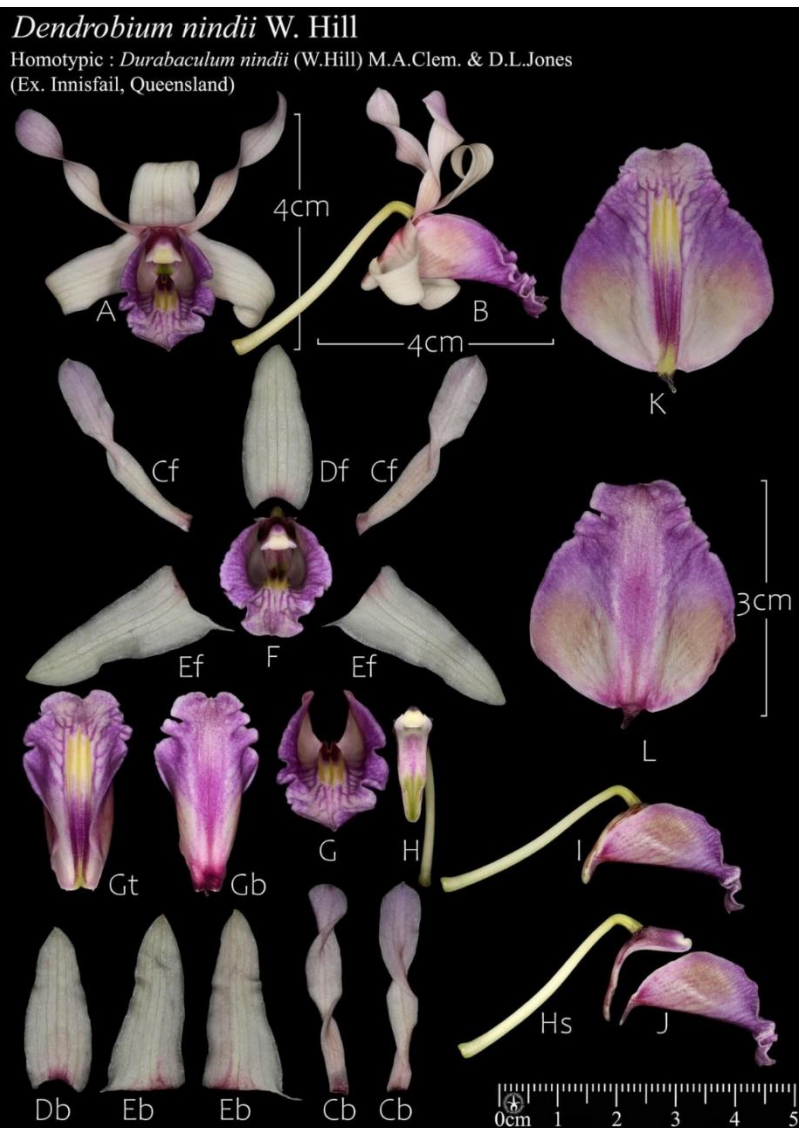 Dendrobium nindii W. Hill
Homotypic : Durabaculum nindii (W.Hill) M.A.Clem. & D.L.Jones
(Ex. Innisfail, Queensland)
4cm
A
B
4cm
K
Cf
Df
Cf
3cm
Ef
F
Ef
L
Gt
Gb
G
H
I
Hs
J
Db
Eb
Eb
Cb
Cb
0cm 1 2 3 4 5